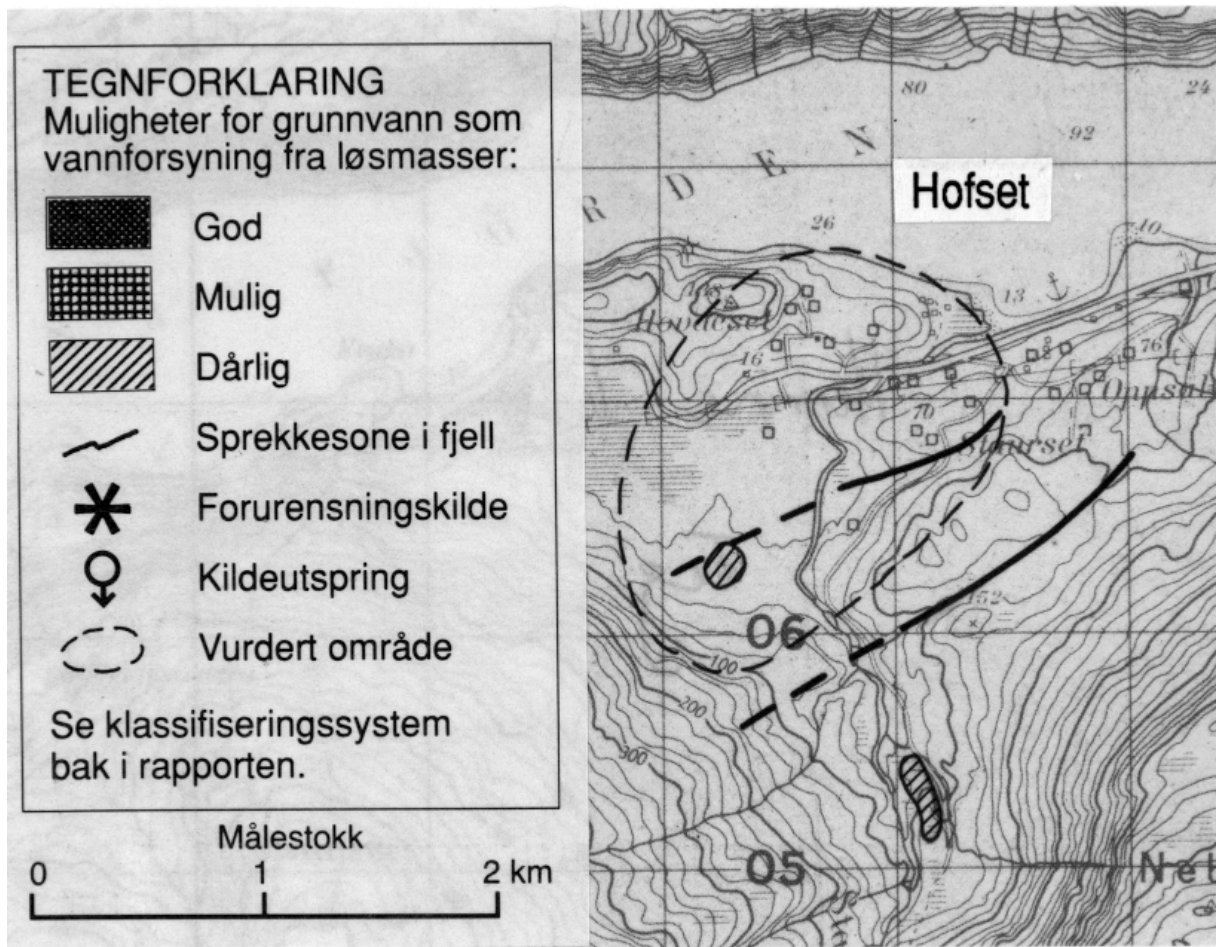 TEGNFORKLARING
Muligheter for grunnvann som
vannforsyning fra løsmasser:
God
Mulig
Dårlig
Sprekkesone i fjell
Forurensningskilde
Kildeutspring
Vurdert område
Se klassifiseringssystem
bak i rapporten.
Målestokk
0 1 2 km
80 24
92
R D E N
Hofset
26
10
13
16
76
Oppsal
70
152
06
100
200
300
05
Net